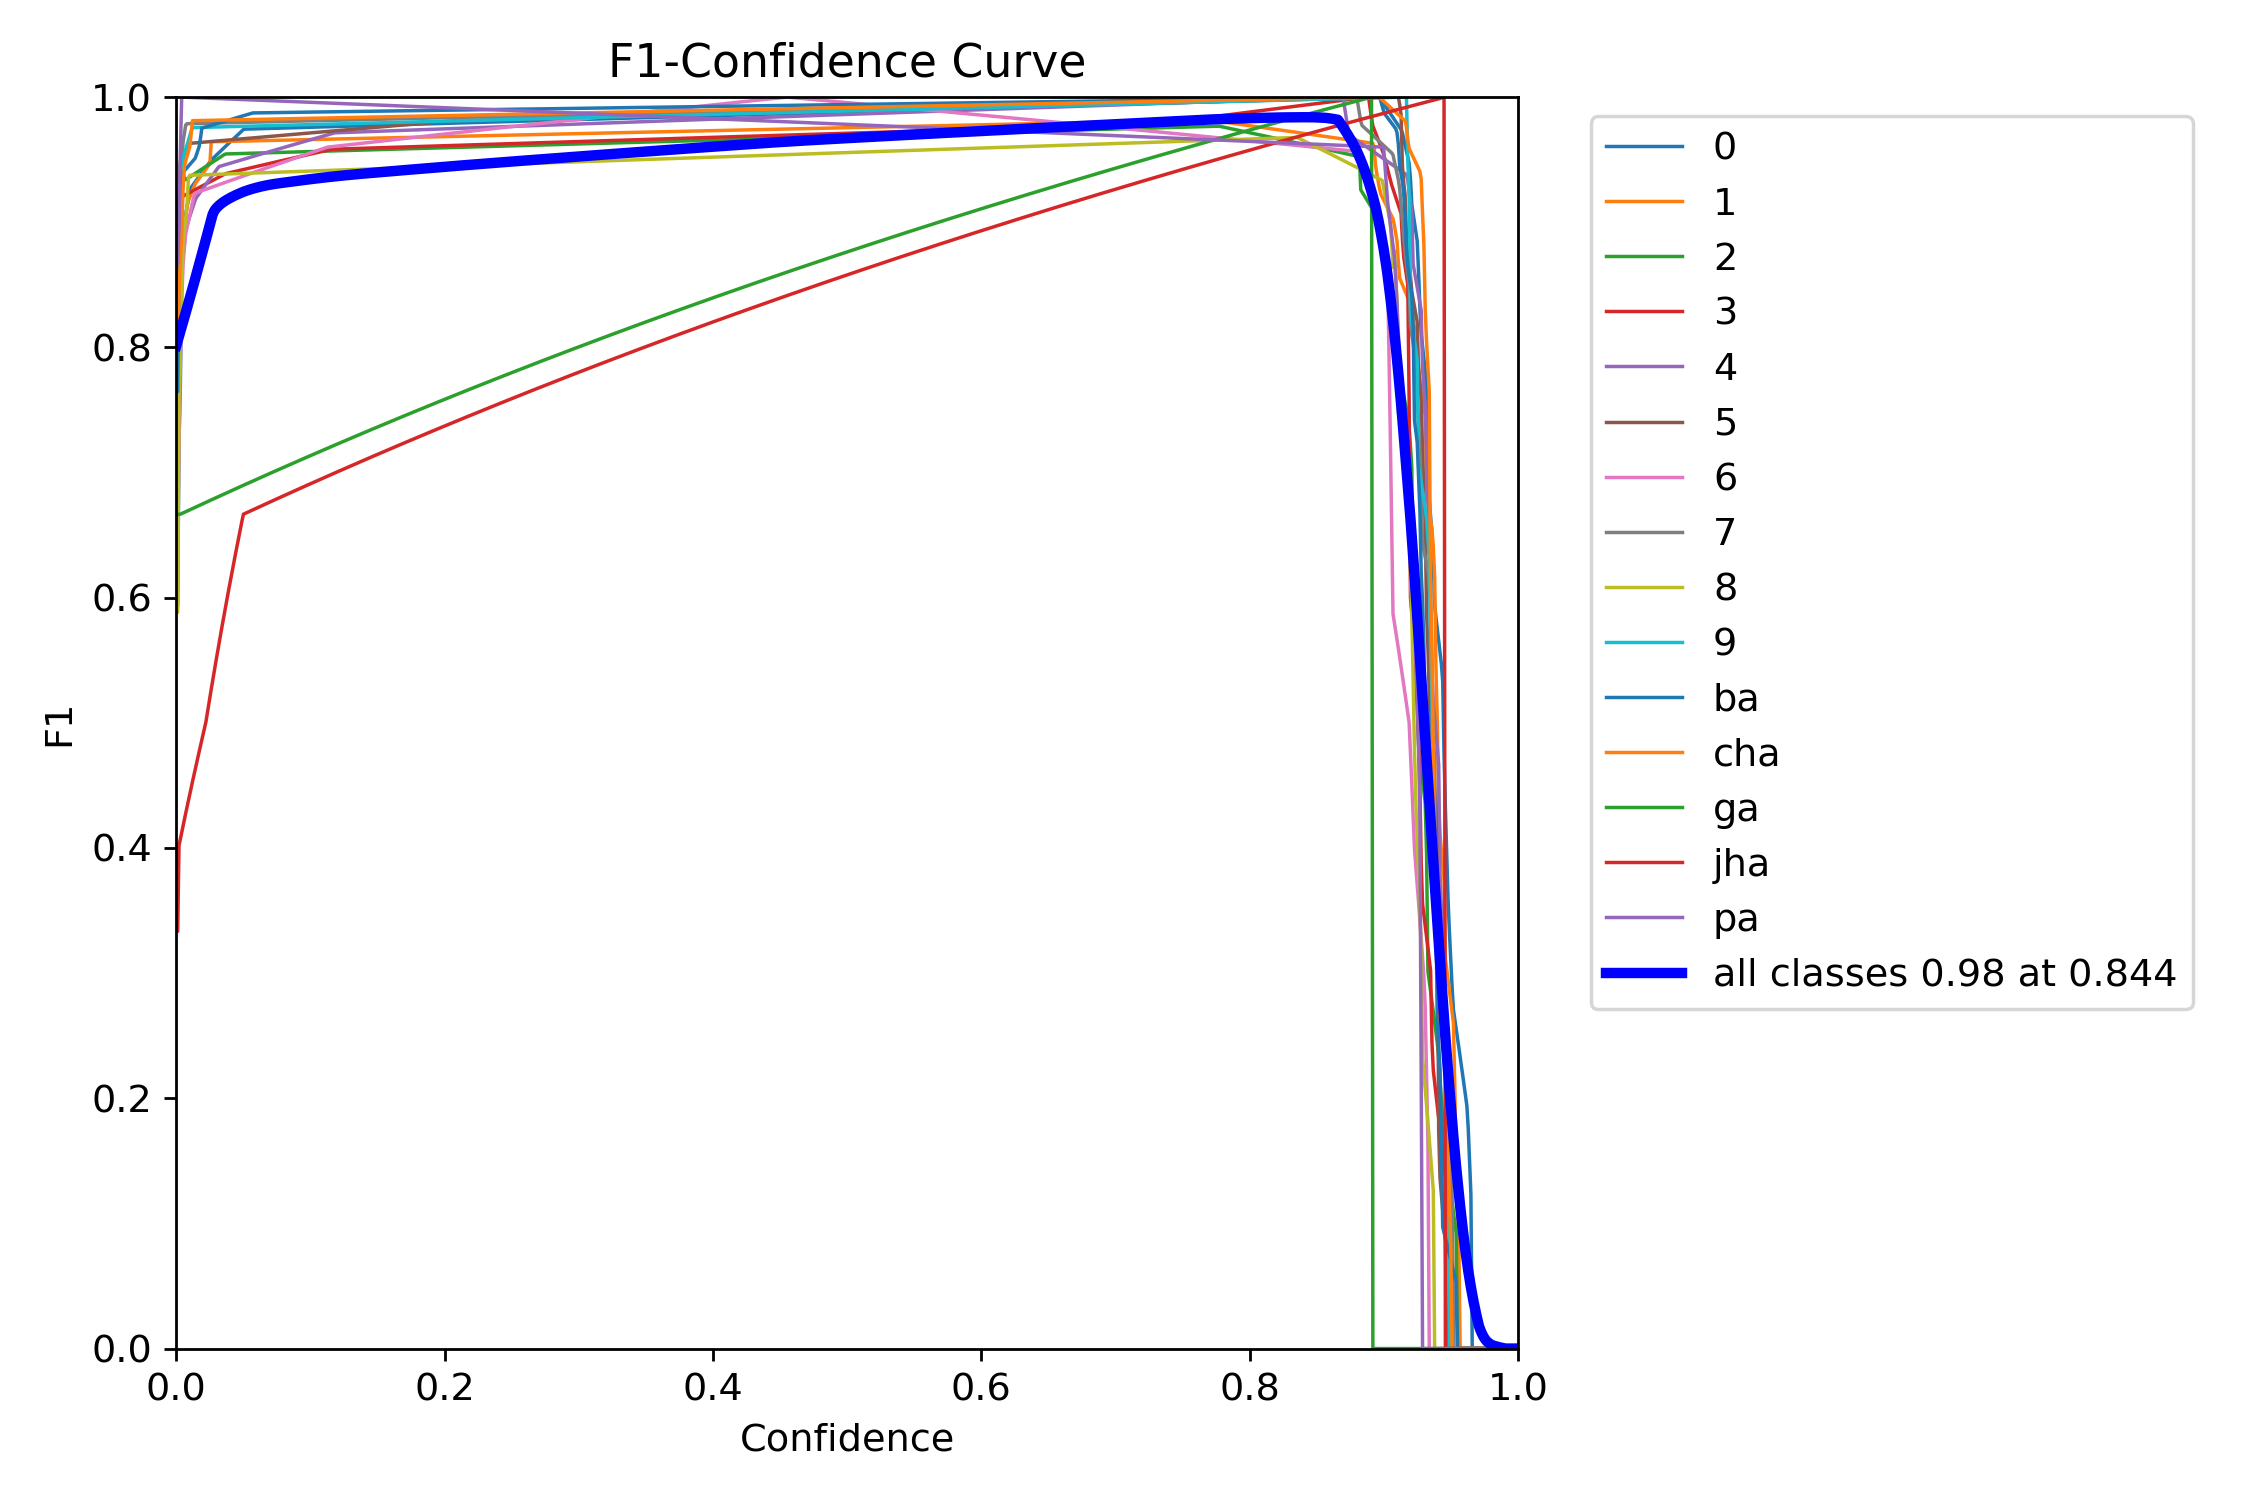 F1-Confidence Curve
1.0
0.8
0.6
0.4
0.2
0.0
F1
0.0 0.2 0.4 0.6 0.8 1.0
Confidence
0
1
2
3
4
5
6
7
8
9
ba
cha
ga
jha
pa
all classes 0.98 at 0.844